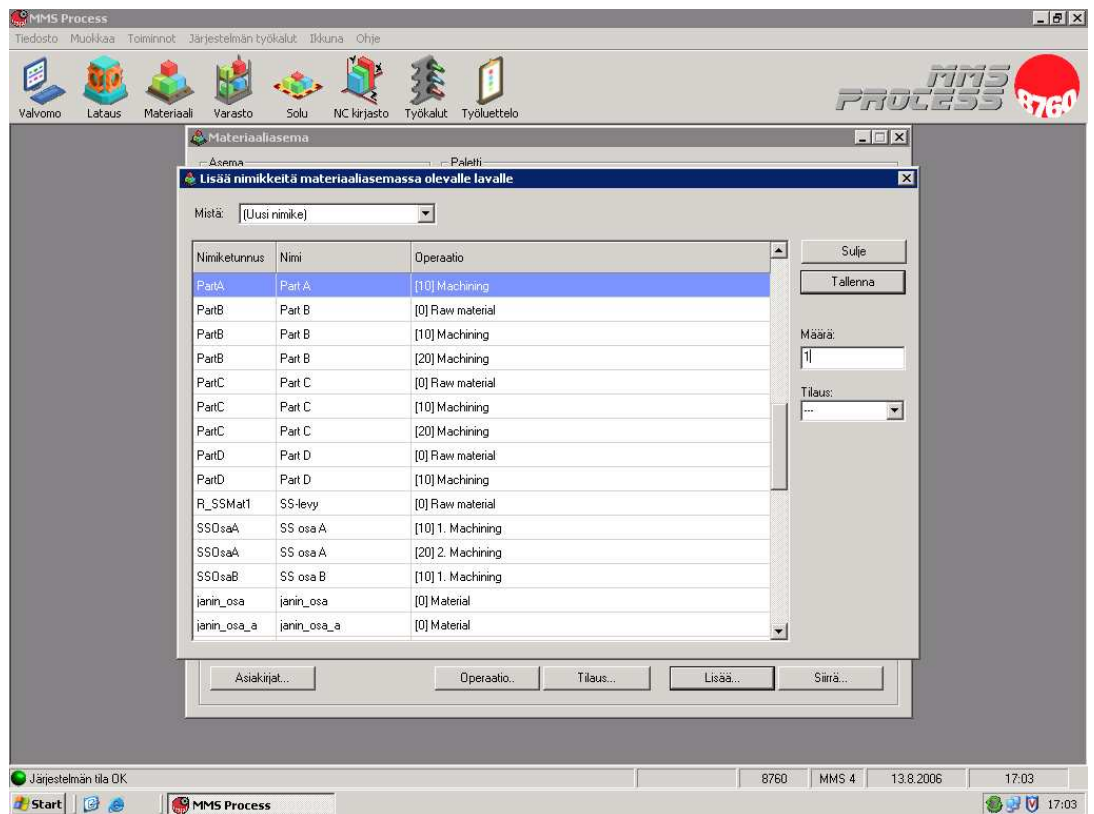 MMS Process
Tiedosto Muokkaa Toiminnot Järjestelmän työkalut Ikkuna Ohje
Valvomo Lataus Materiaali Varasto Solu NC kirjasto Työkalut Työluettelo
MMS
PROCESS
8760
Materiaaliasema
Asema Paletti
Lisää nimikkeitä materiaaliasemassa olevalle lavalle
Mistä: (Uusi nimike)
Nimiketunnus Nimi Operaatio
PartA Part A [10] Machining
PartB Part B [0] Raw material
PartB Part B [10] Machining
PartB Part B [20] Machining
PartC Part C [0] Raw material
PartC Part C [10] Machining
PartC Part C [20] Machining
PartD Part D [0] Raw material
PartD Part D [10] Machining
R_SSMat1 SS-levy [0] Raw material
SSOsaA SS osa A [10] 1. Machining
SSOsaA SS osa A [20] 2. Machining
SSOsaB SS osa B [10] 1. Machining
janin_osa janin_osa [0] Material
janin_osa_a janin_osa_a [0] Material
Sulje
Tallenna
Määrä:
1
Tilaus:
---
Asiakirjat... Operaatio.. Tilaus... Lisää... Siirrä...
Järjestelmän tila OK 8760 MMS 4 13.8.2006 17:03
Start MMS Process 17:03